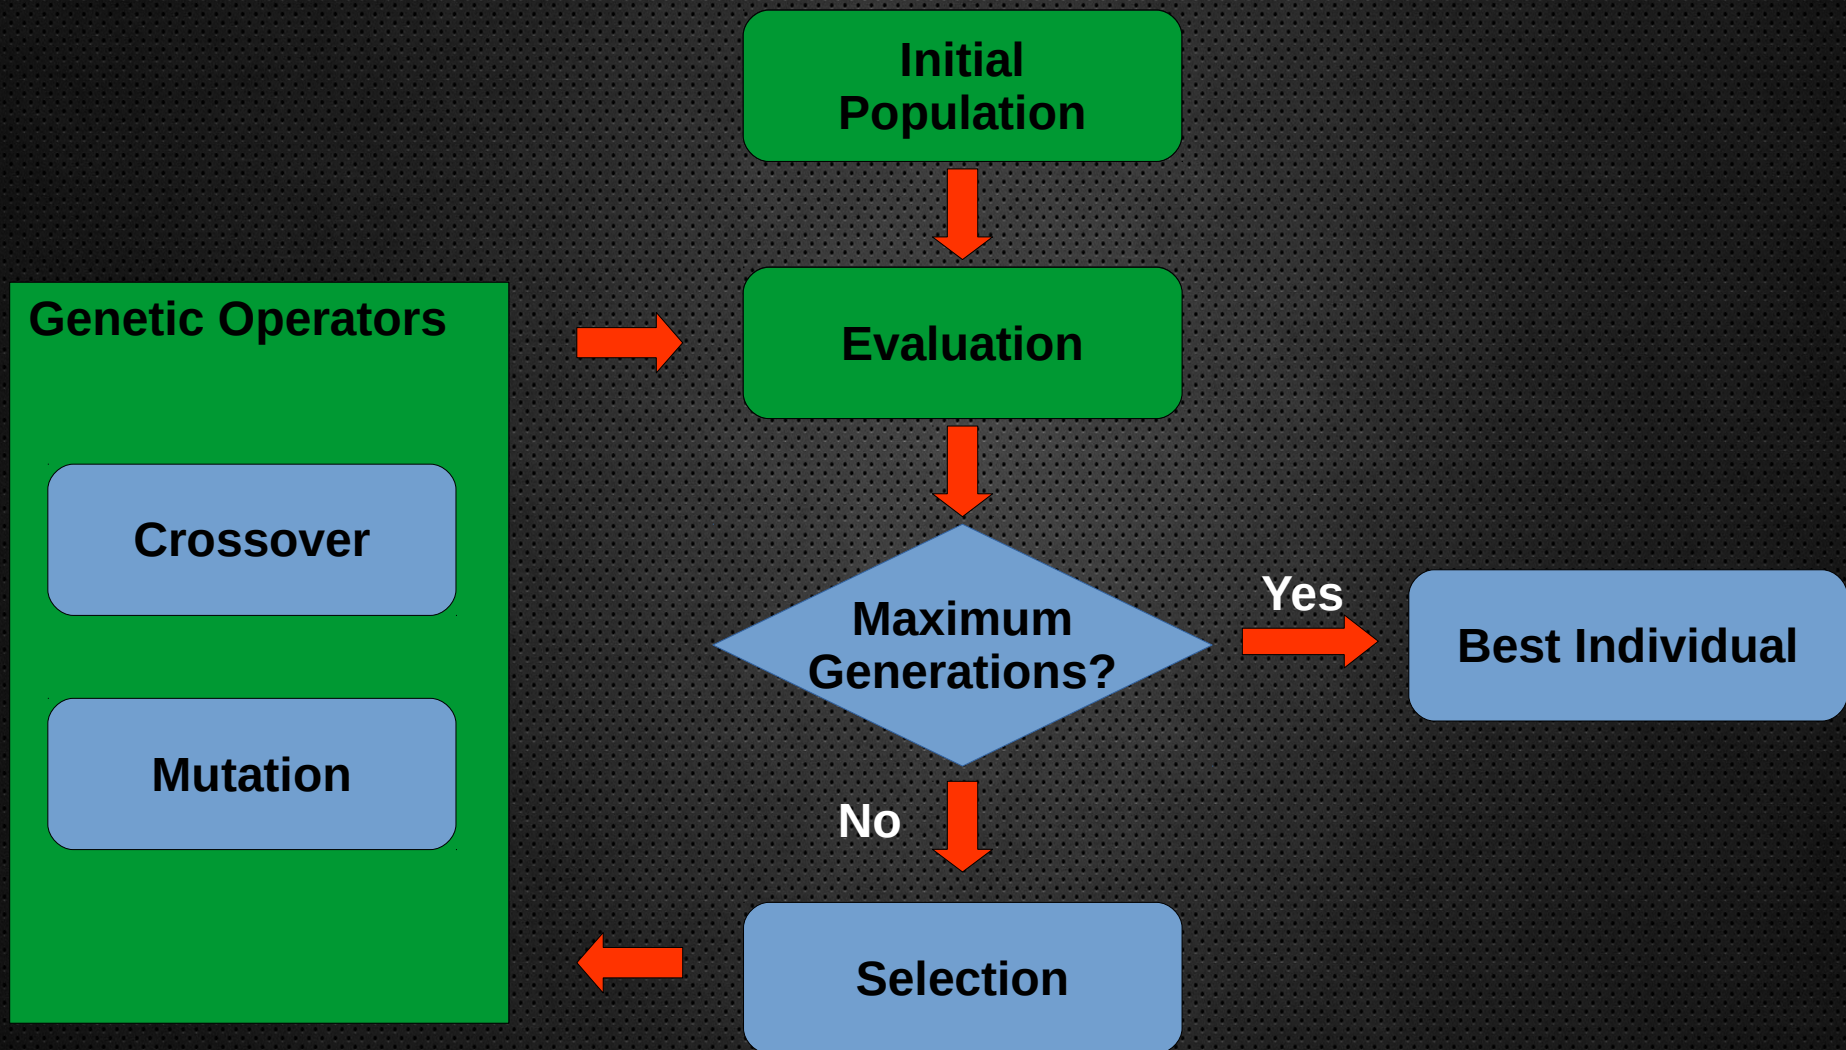 Initial
Population
Genetic Operators
Evaluation
Crossover
Maximum
Generations?
Yes
Best Individual
Mutation
No
Selection